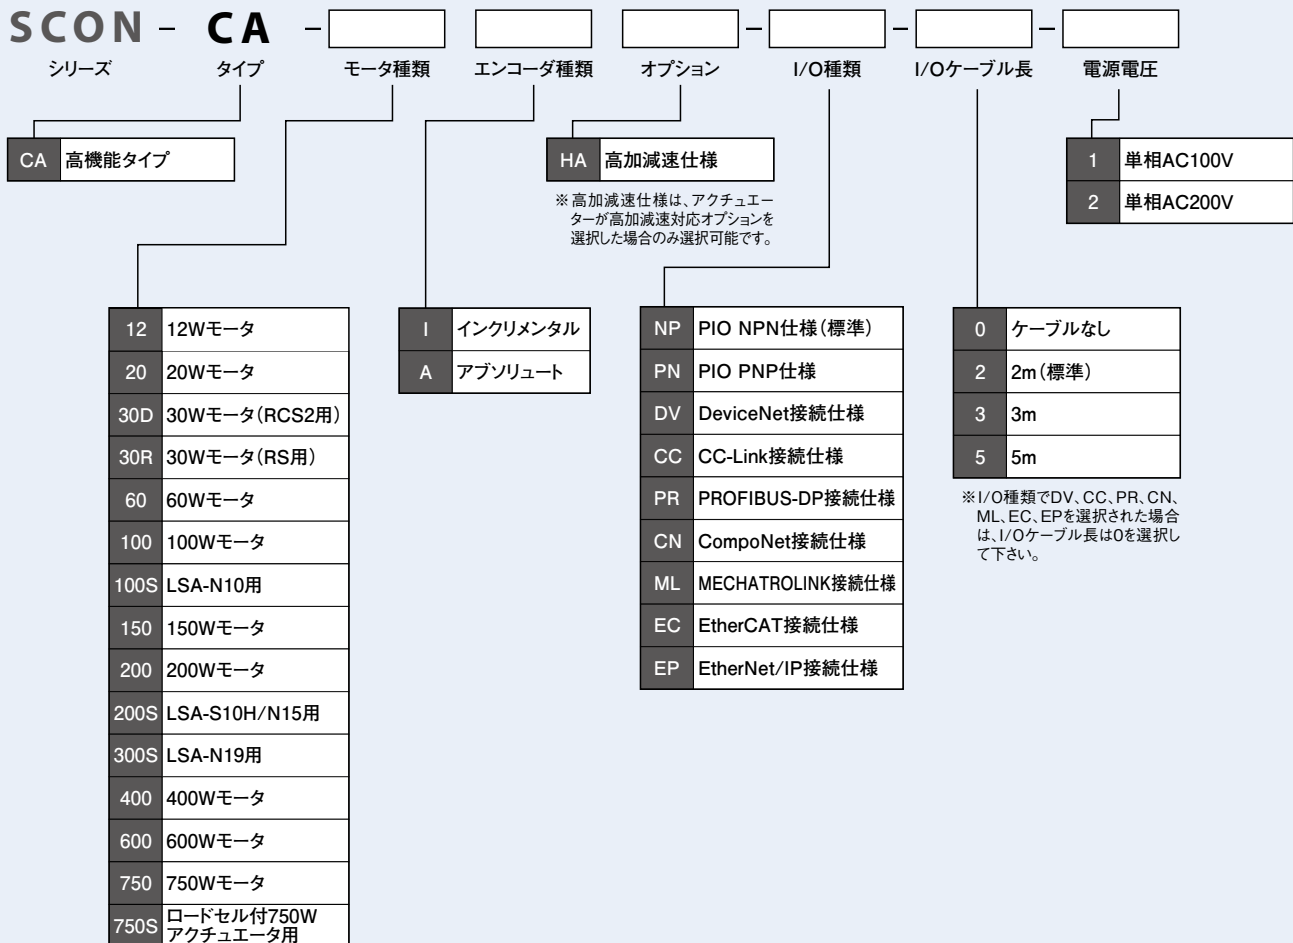 SCON - CA - - - -
シリーズ タイプ モータ種類 エンコーダ種類 オプション I/O種類 I/Oケーブル長 電源電圧
CA 高機能タイプ
HA 高加減速仕様
※高加減速仕様は、アクチュエー
ターが高加減速対応オプションを
選択した場合のみ選択可能です。
1 単相AC100V
2 単相AC200V
12 12Wモータ
20 20Wモータ
30D 30Wモータ(RCS2用)
30R 30Wモータ(RS用)
60 60Wモータ
100 100Wモータ
100S LSA-N10用
150 150Wモータ
200 200Wモータ
200S LSA-S10H/N15用
300S LSA-N19用
400 400Wモータ
600 600Wモータ
750 750Wモータ
750S ロードセル付750W
アクチュエータ用
I インクリメンタル
A アブソリュート
NP PIO NPN仕様(標準)
PN PIO PNP仕様
DV DeviceNet接続仕様
CC CC-Link接続仕様
PR PROFIBUS-DP接続仕様
CN CompoNet接続仕様
ML MECHATROLINK接続仕様
EC EtherCAT接続仕様
EP EtherNet/IP接続仕様
0 ケーブルなし
2 2m(標準)
3 3m
5 5m
※I/O種類でDV、CC、PR、CN、
ML、EC、EPを選択された場合
は、I/Oケーブル長は0を選択し
て下さい。